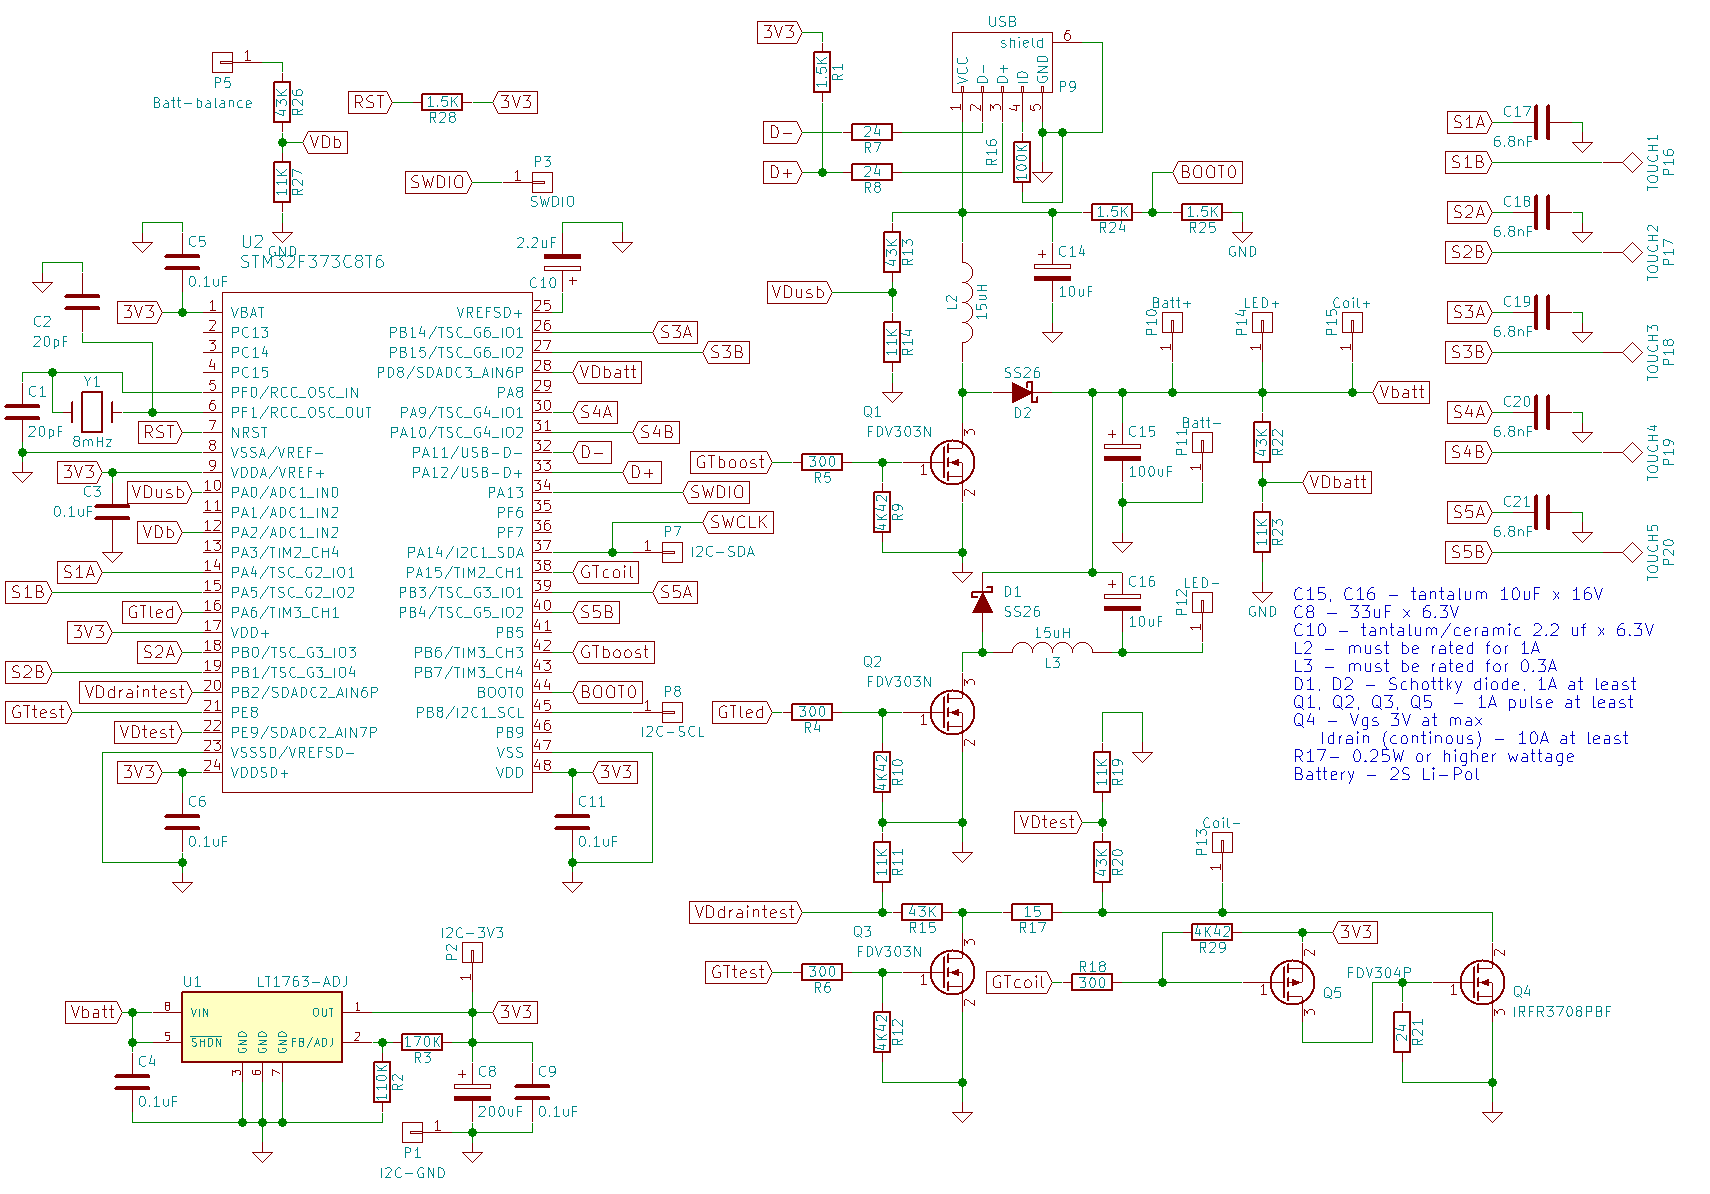 P5
1
Batt-balance
43K
R26
VDb
11K
R27
GND
RST
1.5K
R28
3V3
SWDIO
1
P3
SWDIO
2.2uF
C10
+
C5
0.1uF
C2
20pF
C1
20pF
Y1
8mHz
3V3
RST
3V3
C3
0.1uF
VDusb
VDb
S1A
S1B
GTled
3V3
S2A
S2B
VDdraintest
GTtest
VDtest
3V3
C6
0.1uF
U2
STM32F373C8T6
1 VBAT
2 PC13
3 PC14
4 PC15
5 PF0/RCC_OSC_IN
6 PF1/RCC_OSC_OUT
7 NRST
8 VSSA/VREF-
9 VDDA/VREF+
10 PA0/ADC1_IN0
11 PA1/ADC1_IN2
12 PA2/ADC1_IN2
13 PA3/TIM2_CH4
14 PA4/TSC_G2_IO1
15 PA5/TSC_G2_IO2
16 PA6/TIM3_CH1
17 VDD+
18 PB0/TSC_G3_IO3
19 PB1/TSC_G3_IO4
20 PB2/SDADC2_AIN6P
21 PE8
22 PE9/SDADC2_AIN7P
23 VSSSD/VREFSD-
24 VDDSD+
VREFSD+ 25
PB14/TSC_G6_IO1 26
PB15/TSC_G6_IO2 27
PD8/SDADC3_AIN6P 28
PA8 29
PA9/TSC_G4_IO1 30
PA10/TSC_G4_IO2 31
PA11/USB-D- 32
PA12/USB-D+ 33
PA13 34
PF6 35
PF7 36
PA14/I2C1_SDA 37
PA15/TIM2_CH1 38
PB3/TSC_G3_IO1 39
PB4/TSC_G5_IO2 40
PB5 41
PB6/TIM3_CH3 42
PB7/TIM3_CH4 43
BOOT0 44
PB8/I2C1_SCL 45
PB9 46
VSS 47
VDD 48
S3A
S3B
VDbatt
S4A
S4B
D-
D+
SWDIO
SWCLK
P7
1
I2C-SDA
GTcoil
S5A
S5B
GTboost
BOOT0
P8
1
I2C-SCL
3V3
C11
0.1uF
I2C-3V3
P2
1
U1
LT1763-ADJ
Vbatt
8
VIN
OUT
1
3V3
5
SHDN
GND
GND
GND
FB/ADJ
2
3
6
7
170K
R3
110K
R2
C4
0.1uF
C8
+
200uF
C9
0.1uF
P1
1
I2C-GND
3V3
1.5K
R1
USB
shield
6
VCC
D-
D+
ID
GND
P9
1
2
3
4
5
D-
24
R7
D+
24
R8
R16
100K
BOOT0
1.5K
R24
1.5K
R25
GND
43K
R13
VDusb
11K
R14
L2
15uH
+
C14
10uF
SS26
D2
Batt+
P10
1
LED+
P14
1
Coil+
P15
1
Vbatt
Q1
FDV303N
GTboost
300
R5
1
3
2
4K42
R9
+
C15
100uF
Batt-
P11
1
43K
R22
VDbatt
11K
R23
GND
D1
SS26
+
C16
10uF
LED-
P12
1
15uH
L3
Q2
FDV303N
GTled
300
R4
1
3
2
4K42
R10
11K
R11
11K
R19
VDtest
43K
R20
Coil-
P13
1
VDdraintest
43K
R15
15
R17
Q3
FDV303N
GTtest
300
R6
1
3
2
4K42
R12
GTcoil
R18
300
4K42
R29
3V3
1
2
3
Q5
FDV304P
24
R21
1
2
3
Q4
IRFR3708PBF
S1A
C17
6.8nF
S1B
TOUCH1
P16
S2A
C18
6.8nF
S2B
TOUCH2
P17
S3A
C19
6.8nF
S3B
TOUCH3
P18
S4A
C20
6.8nF
S4B
TOUCH4
P19
S5A
C21
6.8nF
S5B
TOUCH5
P20
C15, C16 - tantalum 10uF x 16V
C8 - 33uF x 6.3V
C10 - tantalum/ceramic 2.2 uf x 6.3V
L2 - must be rated for 1A
L3 - must be rated for 0.3A
D1, D2 - Schottky diode, 1A at least
Q1, Q2, Q3, Q5 - 1A pulse at least
Q4 - Vgs 3V at max
Idrain (continous) - 10A at least
R17- 0.25W or higher wattage
Battery - 2S Li-Pol